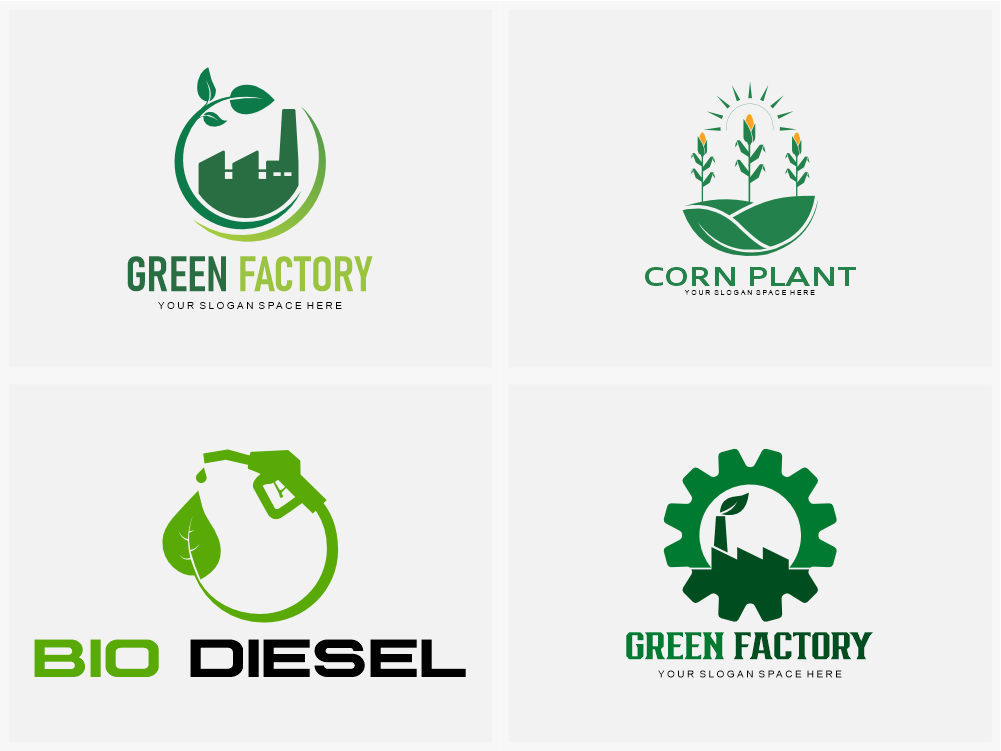 GREEN FACTORY
YOUR SLOGAN SPACE HERE
CORN PLANT
YOUR SLOGAN SPACE HERE
BIO DIESEL
GREEN FACTORY
YOUR SLOGAN SPACE HERE